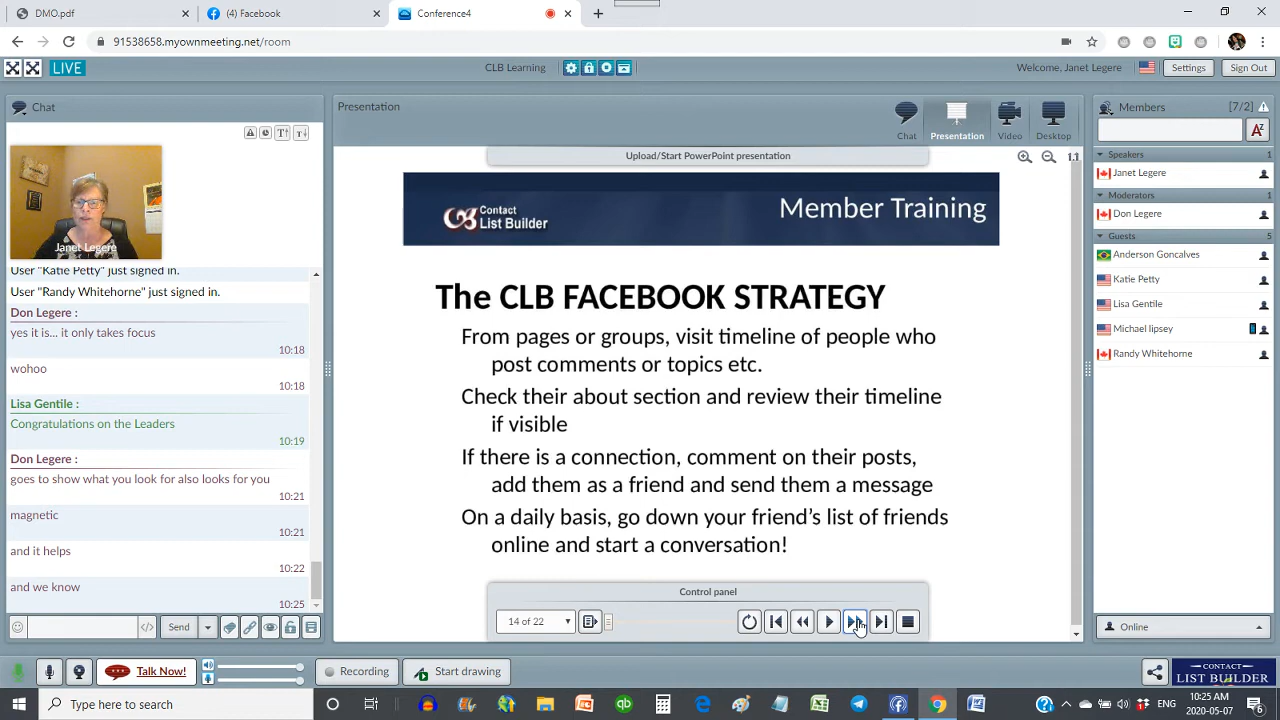 DMO.pdf
(4) Facebook
Conference4
91538658.myownmeeting.net/room
LIVE
CLB Learning
Welcome, Janet Legere
Settings
Sign Out
Chat
Presentation
Chat
Presentation
Video
Desktop
Members
[7/2]
Upload/Start PowerPoint presentation
1:1
Janet Legere
User "Katie Petty" just signed in.
User "Randy Whitehorne" just signed in.
Don Legere :
yes it is... it only takes focus
10:18
wohoo
10:18
Lisa Gentile :
Congratulations on the Leaders
10:19
Don Legere :
goes to show what you look for also looks for you
10:21
magnetic
10:21
and it helps
10:22
and we know
10:25
Send
Contact
List Builder
Member Training
The CLB FACEBOOK STRATEGY
From pages or groups, visit timeline of people who
post comments or topics etc.
Check their about section and review their timeline
if visible
If there is a connection, comment on their posts,
add them as a friend and send them a message
On a daily basis, go down your friend's list of friends
online and start a conversation!
Control panel
14 of 22
Speakers
1
Janet Legere
Moderators
1
Don Legere
Guests
5
Anderson Goncalves
Katie Petty
Lisa Gentile
Michael lipsey
Randy Whitehorne
Online
Talk Now!
Recording
Start drawing
CONTACT
LIST BUILDER
Type here to search
ENG
10:25 AM
2020-05-07